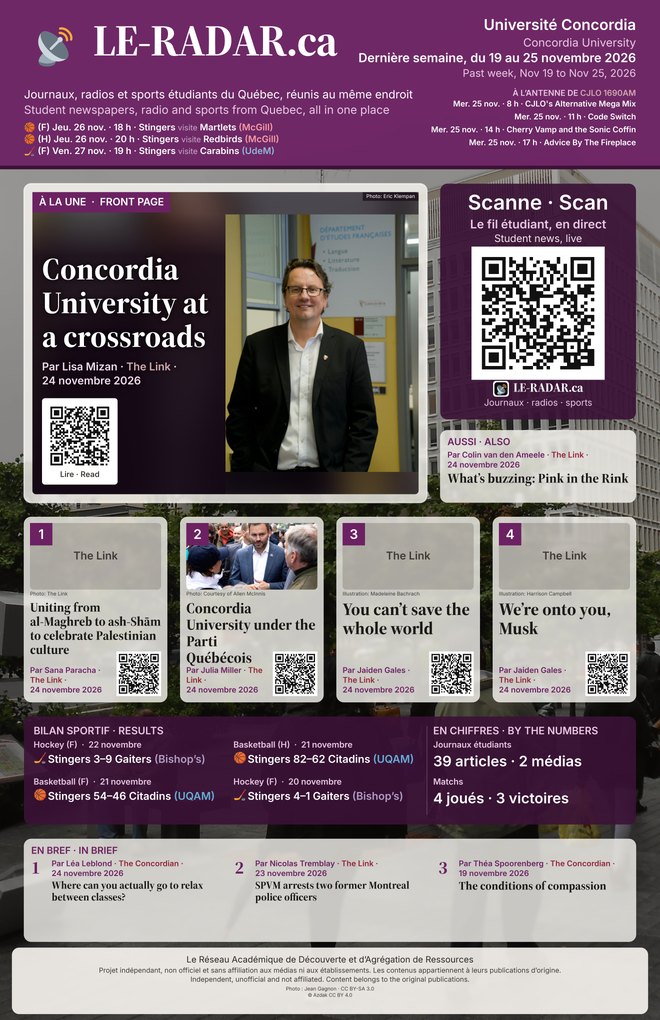 LE-RADAR.ca
Université Concordia
Concordia University
Dernière semaine, du 19 au 25 novembre 2026
Past week, Nov 19 to Nov 25, 2026
Journaux, radios et sports étudiants du Québec, réunis au même endroit
Student newspapers, radio and sports from Quebec, all in one place
(F) Jeu. 26 nov. · 18 h · Stingers visite Martlets (McGill)
(H) Jeu. 26 nov. · 20 h · Stingers visite Redbirds (McGill)
(F) Ven. 27 nov. · 19 h · Stingers visite Carabins (UdeM)
À L'ANTENNE DE CJLO 1690AM
Mer. 25 nov. · 8 h · CJLO's Alternative Mega Mix
Mer. 25 nov. · 11 h · Code Switch
Mer. 25 nov. · 14 h · Cherry Vamp and the Sonic Coffin
Mer. 25 nov. · 17 h · Advice By The Fireplace
À LA UNE · FRONT PAGE
Photo: Eric Klempan
DÉPARTEMENT
D'ÉTUDES FRANÇAISES
Langue
Littérature
Traduction
Concordia
University at
a crossroads
Par Lisa Mizan · The Link ·
24 novembre 2026
Lire · Read
Scanne · Scan
Le fil étudiant, en direct
Student news, live
LE-RADAR.ca
Journaux · radios · sports
AUSSI · ALSO
Par Colin van den Ameele · The Link ·
24 novembre 2026
What's buzzing: Pink in the Rink
1
The Link
Photo: The Link
Uniting from
al-Maghreb to ash-Shām
to celebrate Palestinian
culture
Par Sana Paracha ·
The Link ·
24 novembre 2026
2
Photo: Courtesy of Allen McInnis
Concordia
University under the
Parti
Québécois
Par Julia Miller · The
Link ·
24 novembre 2026
3
The Link
Illustration: Madeleine Bachrach
You can't save the
whole world
Par Jaiden Gales ·
The Link ·
24 novembre 2026
4
The Link
Illustration: Harrison Campbell
We're onto you,
Musk
Par Jaiden Gales ·
The Link ·
24 novembre 2026
BILAN SPORTIF · RESULTS
Hockey (F) · 22 novembre
Stingers 3–9 Gaiters (Bishop's)
Basketball (H) · 21 novembre
Stingers 82–62 Citadins (UQAM)
Basketball (F) · 21 novembre
Stingers 54–46 Citadins (UQAM)
Hockey (F) · 20 novembre
Stingers 4–1 Gaiters (Bishop's)
EN CHIFFRES · BY THE NUMBERS
Journaux étudiants
39 articles · 2 médias
Matchs
4 joués · 3 victoires
EN BREF · IN BRIEF
1
Par Léa Leblond · The Concordian ·
24 novembre 2026
Where can you actually go to relax
between classes?
2
Par Nicolas Tremblay · The Link ·
23 novembre 2026
SPVM arrests two former Montreal
police officers
3
Par Théa Spoorenberg · The Concordian ·
19 novembre 2026
The conditions of compassion
Le Réseau Académique de Découverte et d'Agrégation de Ressources
Projet indépendant, non officiel et sans affiliation aux médias ni aux établissements. Les contenus appartiennent à leurs publications d'origine.
Independent, unofficial and not affiliated. Content belongs to the original publications.
Photo : Jean Gagnon · CC BY-SA 3.0
© Azdak CC BY 4.0